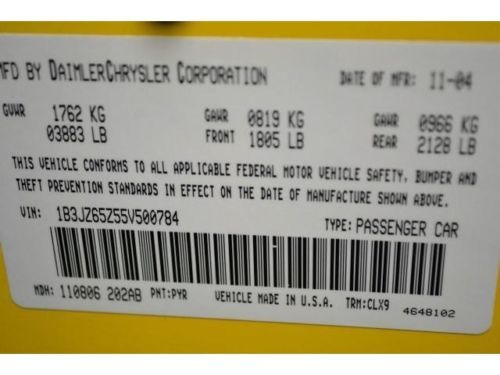 MFD BY DAIMLERCHRYSLER CORPORATION DATE OF MFR: 11-04
GVWR 1762 KG GAWR 0819 KG GAWR 0966 KG
03883 LB FRONT 1805 LB REAR 2128 LB
THIS VEHICLE CONFORMS TO ALL APPLICABLE FEDERAL MOTOR VEHICLE SAFETY, BUMPER AND
THEFT PREVENTION STANDARDS IN EFFECT ON THE DATE OF MANUFACTURE SHOWN ABOVE.
VIN: 1B3JZ65Z55V500784 TYPE: PASSENGER CAR
MDH: 110806 202AB PNT:PYR VEHICLE MADE IN U.S.A. TRM:CLX9 4648102